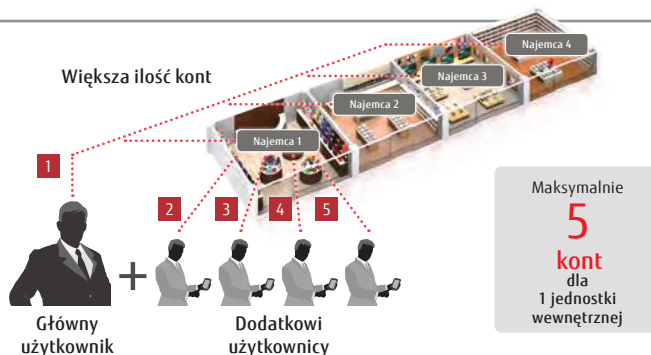 Większa ilość kont
Najemca 4
Najemca 3
Najemca 2
Najemca 1
1
2
3
4
5
+
Główny
użytkownik
Dodatkowi
użytkownicy
Maksymalnie
5
kont
dla
1 jednostki
wewnętrznej